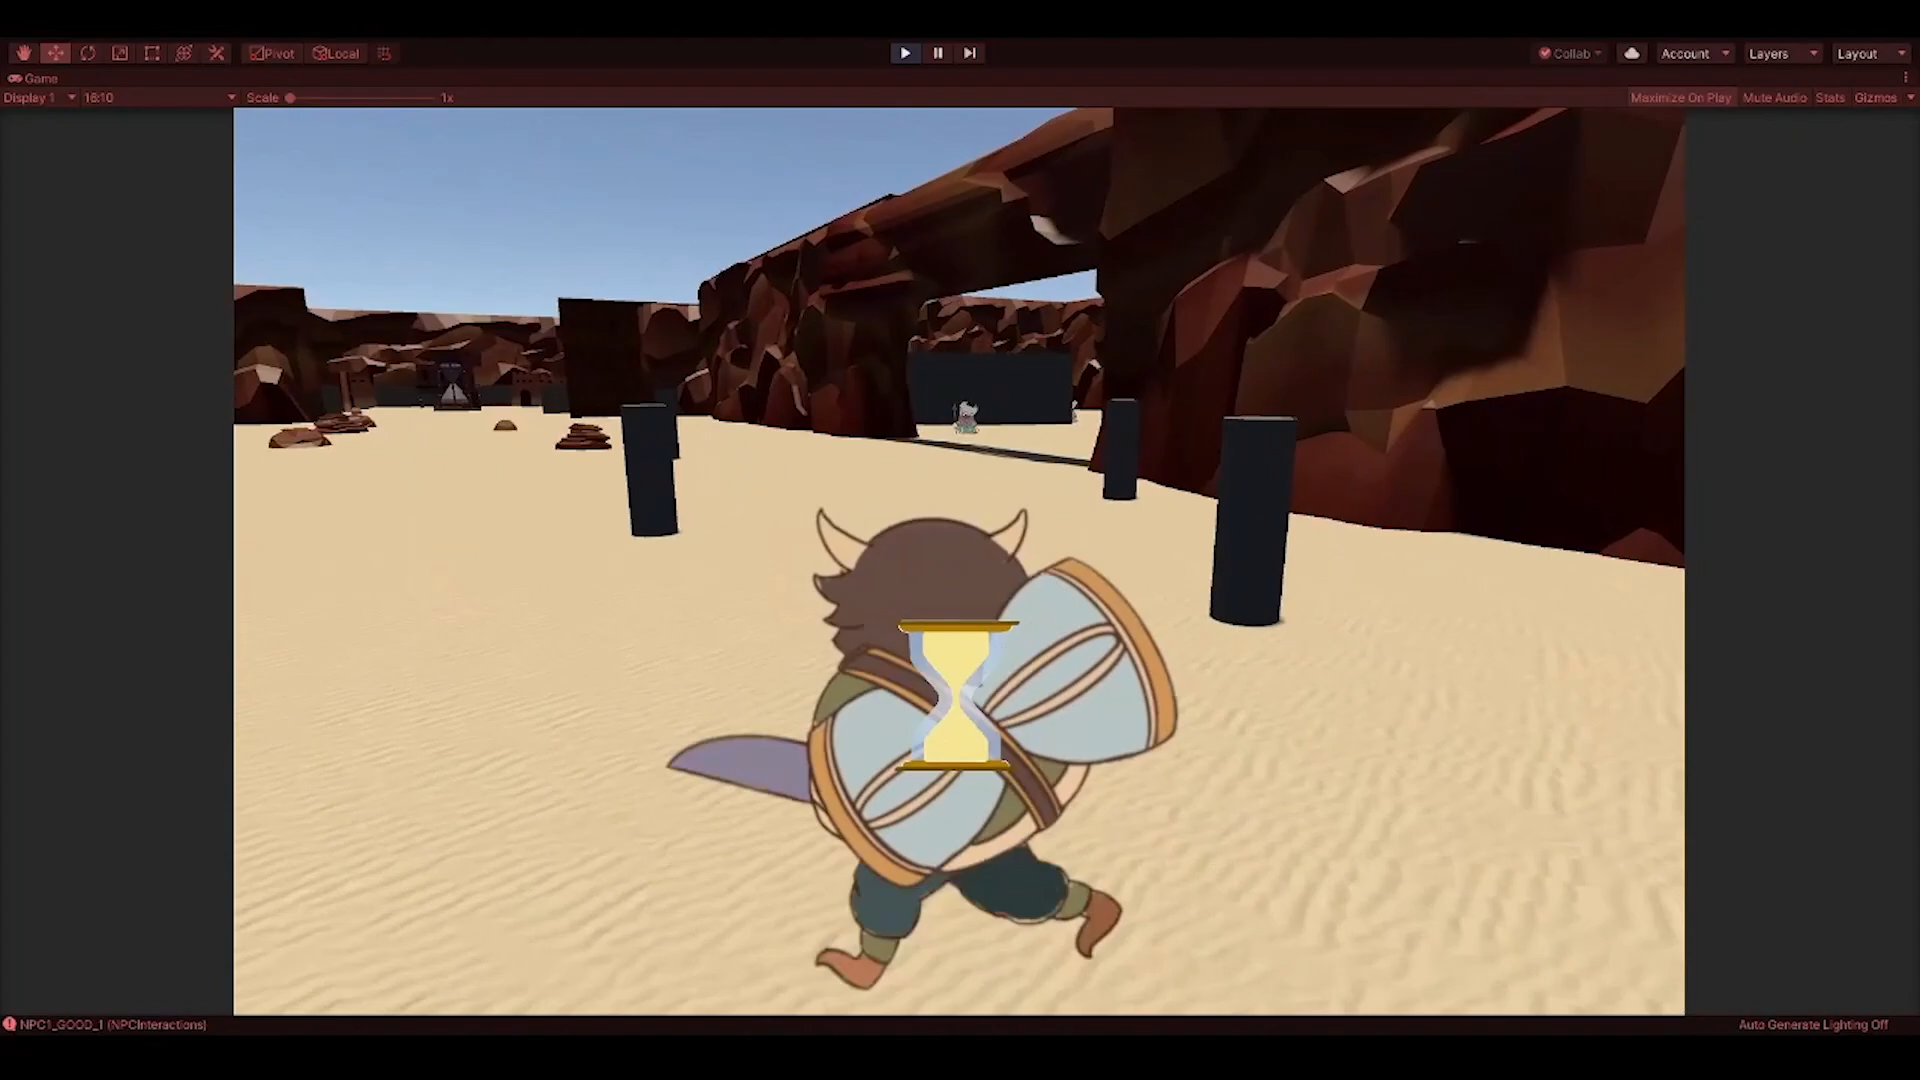 Pivot Local Collab Account Layers Layout
Game
Display 1 16:10 Scale 1x Maximize On Play Mute Audio Stats Gizmos
NPC1_GOOD_1 (NPCInteractions) Auto Generate Lighting Off